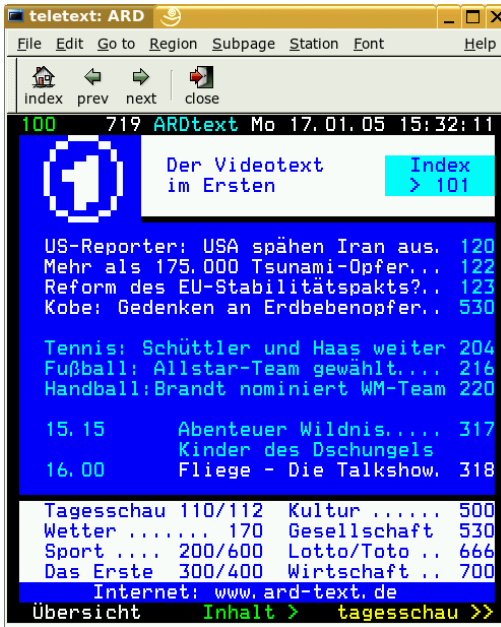 teletext: ARD
File Edit Go to Region Subpage Station Font Help
index prev next close
100 719 ARDtext Mo 17.01.05 15:32:11
1
Der Videotext
im Ersten
Index
> 101
US-Reporter: USA spähen Iran aus. 120
Mehr als 175.000 Tsunami-Opfer... 122
Reform des EU-Stabilitätspakts?.. 123
Kobe: Gedenken an Erdbebenopfer.. 530
Tennis: Schüttler und Haas weiter 204
Fußball: Allstar-Team gewählt.... 216
Handball:Brandt nominiert WM-Team 220
15.15 Abenteuer Wildnis..... 317
Kinder des Dschungels
16.00 Fliege - Die Talkshow. 318
Tagesschau 110/112 Kultur ...... 500
Wetter ....... 170 Gesellschaft 530
Sport .... 200/600 Lotto/Toto .. 666
Das Erste 300/400 Wirtschaft .. 700
Internet: www.ard-text.de
Übersicht Inhalt > tagesschau >>